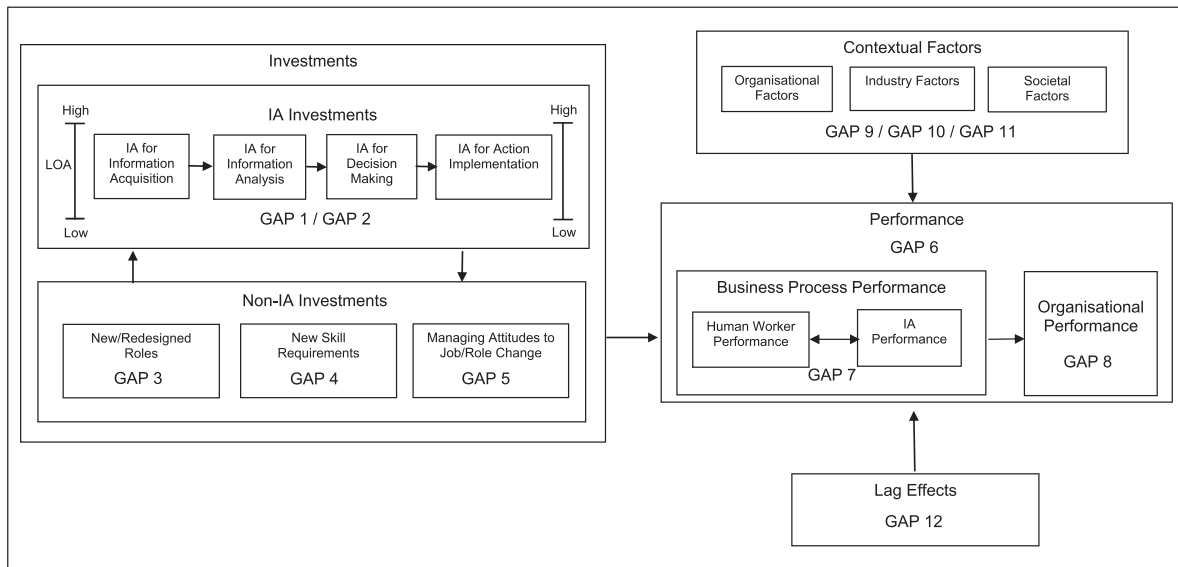 Investments
IA Investments
High
High
LOA
IA for
Information
Acquisition
IA for
Information
Analysis
IA for
Decision
Making
IA for Action
Implementation
GAP 1 / GAP 2
Low
Low
Non-IA Investments
New/Redesigned
Roles
GAP 3
New Skill
Requirements
GAP 4
Managing Attitudes to
Job/Role Change
GAP 5
Contextual Factors
Organisational
Factors
Industry Factors
Societal
Factors
GAP 9 / GAP 10 / GAP 11
Performance
GAP 6
Business Process Performance
Human Worker
Performance
IA
Performance
GAP 7
Organisational
Performance
GAP 8
Lag Effects
GAP 12